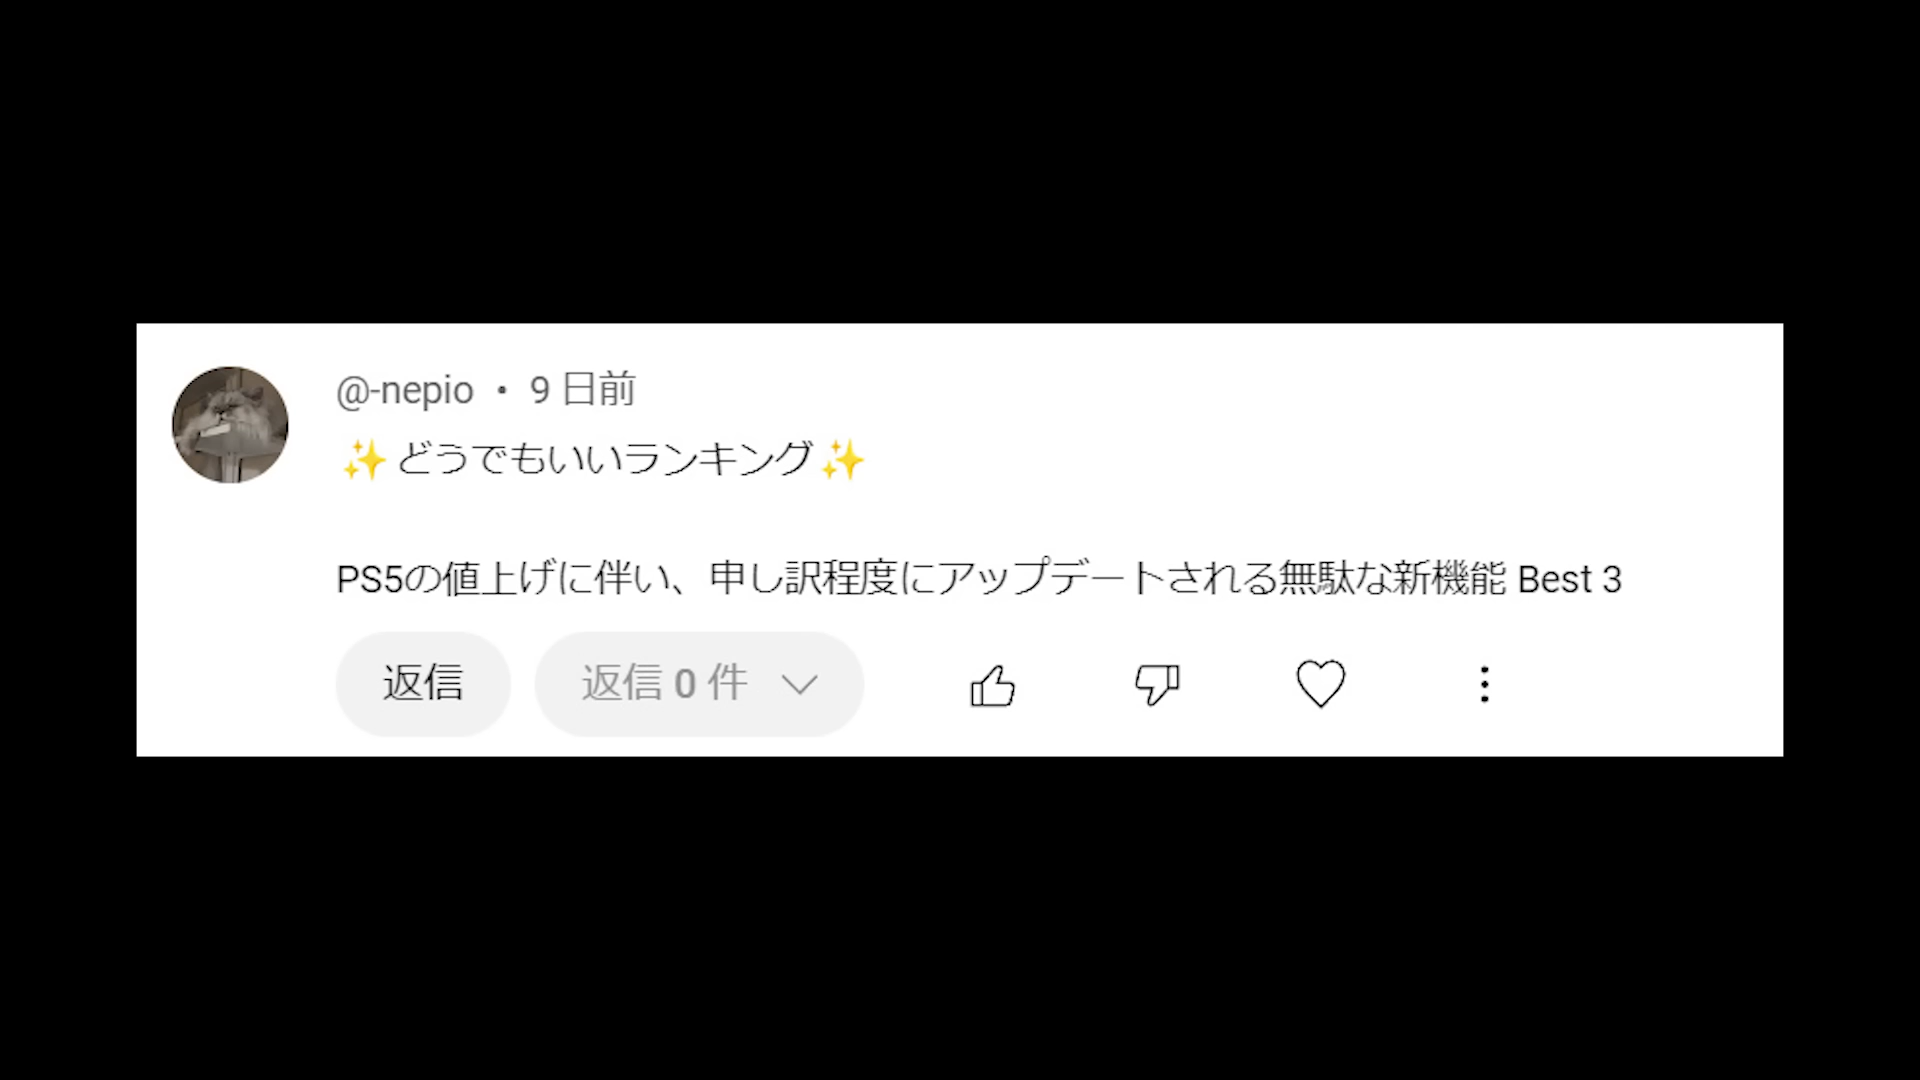 @-nepio • 9 日前
✨ どうでもいいランキング ✨
PS5の値上げに伴い、申し訳程度にアップデートされる無駄な新機能 Best 3
返信 返信 0 件